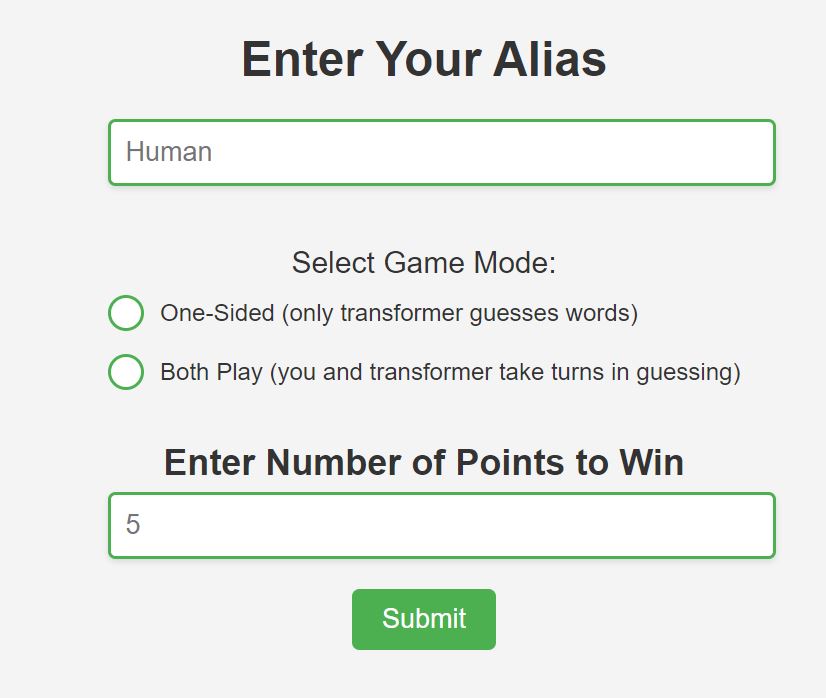 Enter Your Alias
Human
Select Game Mode:
One-Sided (only transformer guesses words)
Both Play (you and transformer take turns in guessing)
Enter Number of Points to Win
5
Submit